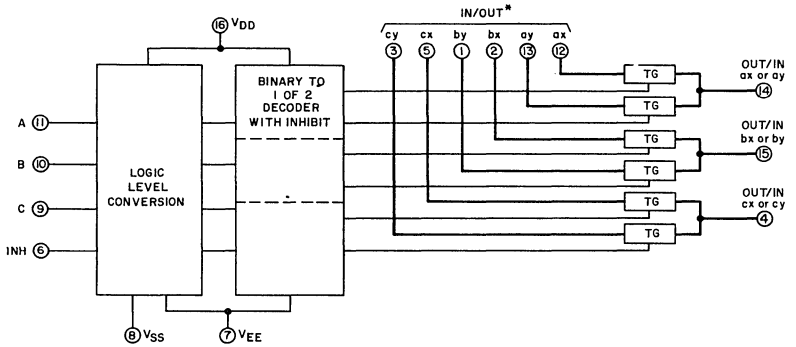 16 VDD
IN/OUT*
cy cx by bx ay ax
3 5 1 2 13 12
BINARY TO
1 OF 2
DECODER
WITH INHIBIT
LOGIC
LEVEL
CONVERSION
A 11
B 10
C 9
INH 6
TG
TG
TG
TG
TG
TG
OUT/IN
ax or ay
14
OUT/IN
bx or by
15
OUT/IN
cx or cy
4
8 VSS
7 VEE